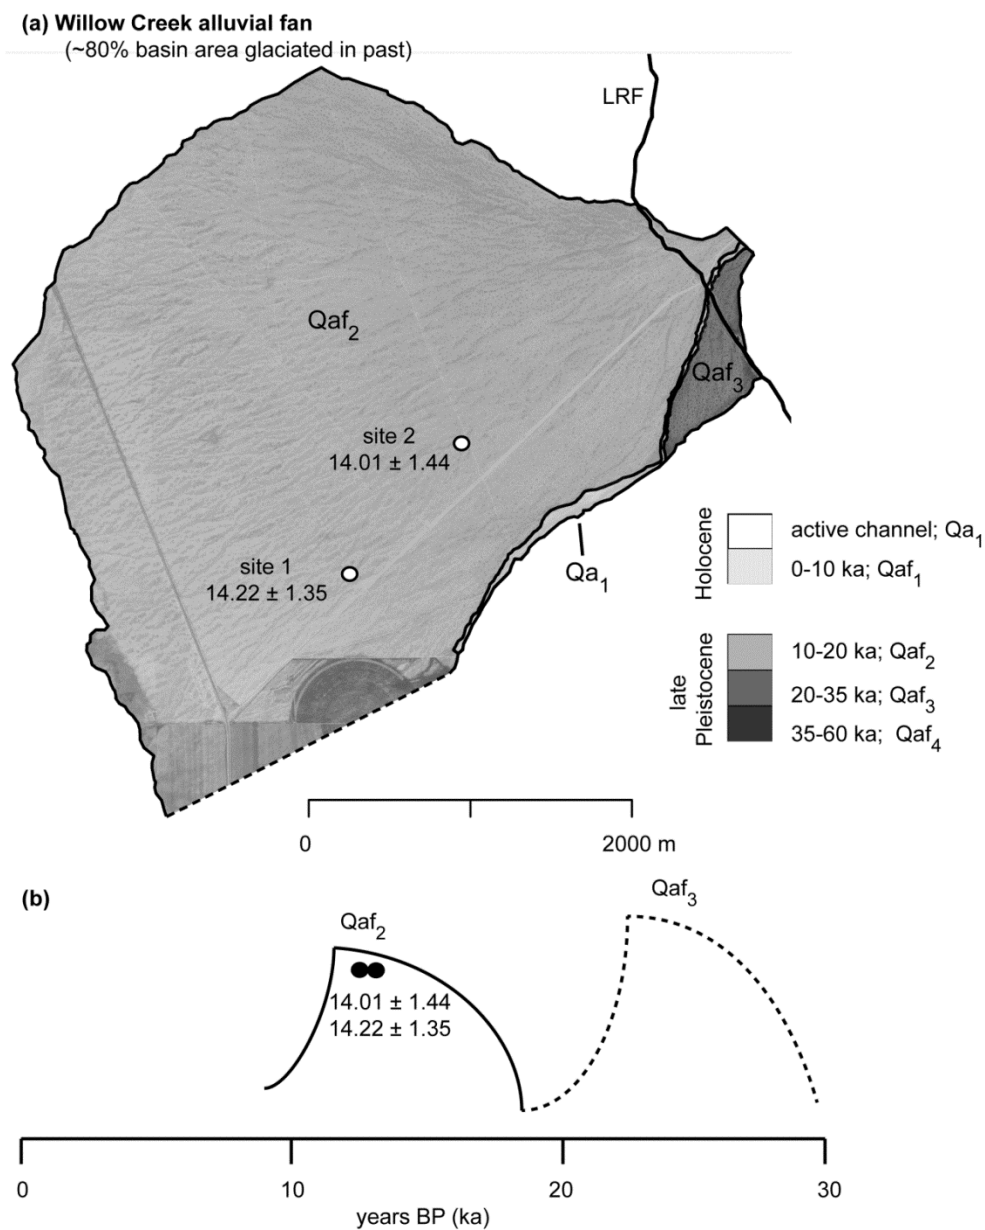 (a) Willow Creek alluvial fan
(~80% basin area glaciated in past)
LRF
Qaf2
Qaf3
site 2
14.01 ± 1.44
site 1
14.22 ± 1.35
Qa1
Holocene
active channel; Qa1
0-10 ka; Qaf1
late
Pleistocene
10-20 ka; Qaf2
20-35 ka; Qaf3
35-60 ka; Qaf4
0
2000 m
(b)
Qaf3
Qaf2
14.01 ± 1.44
14.22 ± 1.35
0
10
20
30
years BP (ka)